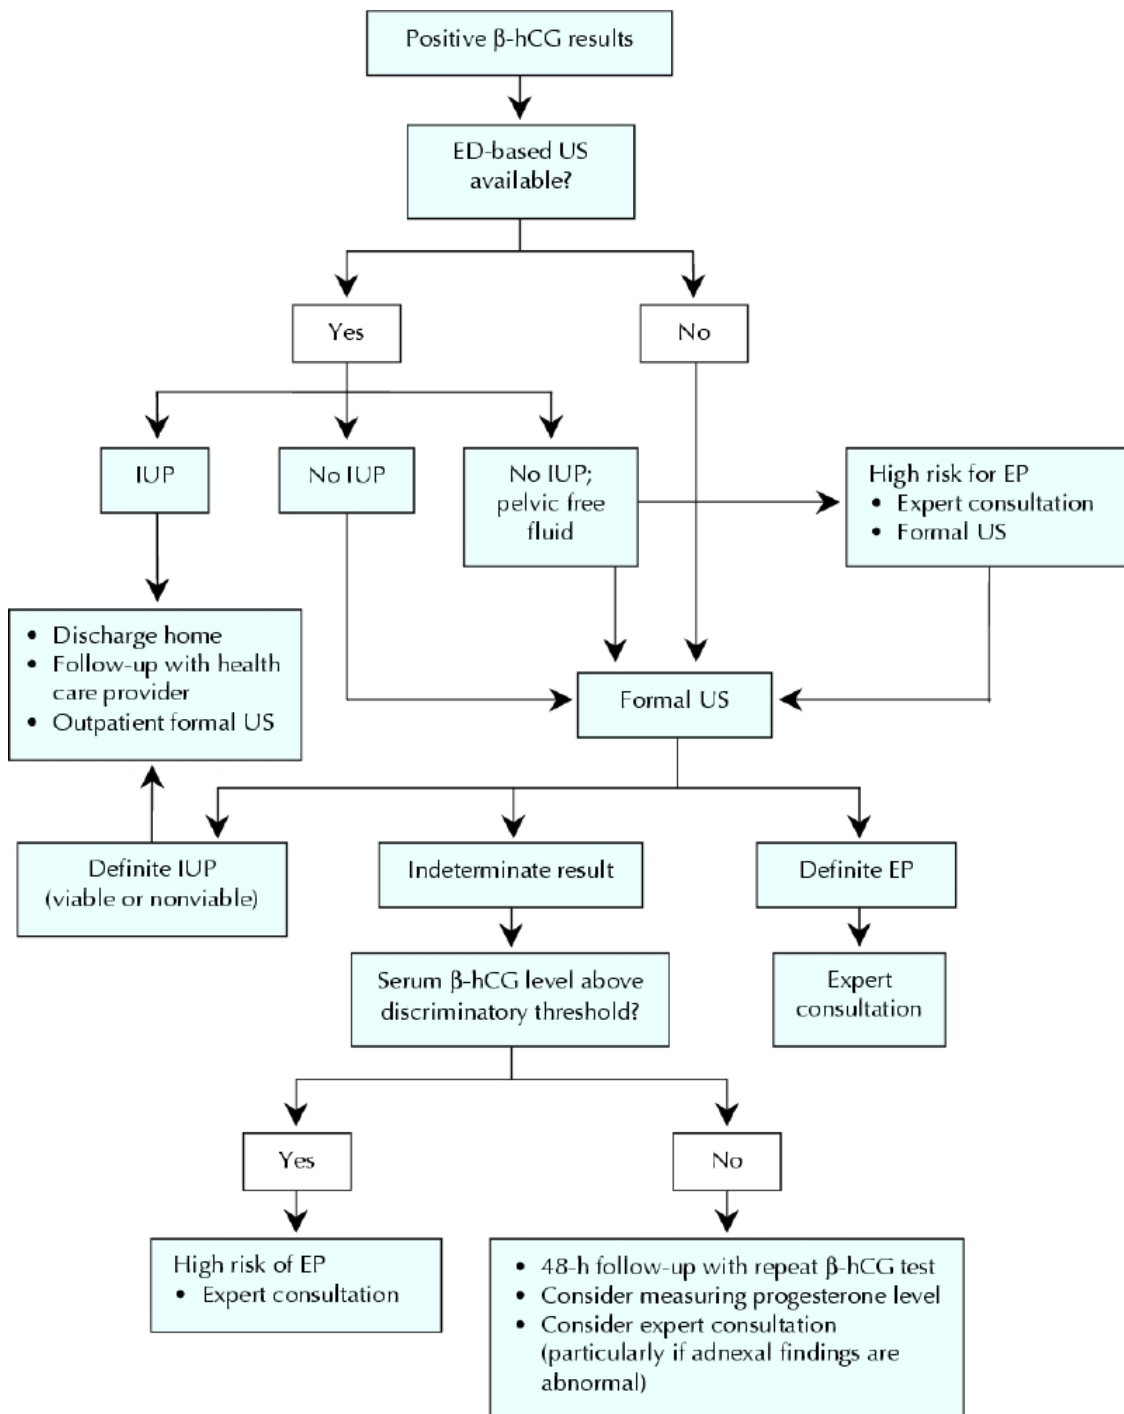 Positive β-hCG results
ED-based US
available?
Yes
No
IUP
No IUP
No IUP;
pelvic free
fluid
High risk for EP
• Expert consultation
• Formal US
• Discharge home
• Follow-up with health
care provider
• Outpatient formal US
Formal US
Definite IUP
(viable or nonviable)
Indeterminate result
Definite EP
Serum β-hCG level above
discriminatory threshold?
Expert
consultation
Yes
No
High risk of EP
• Expert consultation
• 48-h follow-up with repeat β-hCG test
• Consider measuring progesterone level
• Consider expert consultation
(particularly if adnexal findings are
abnormal)